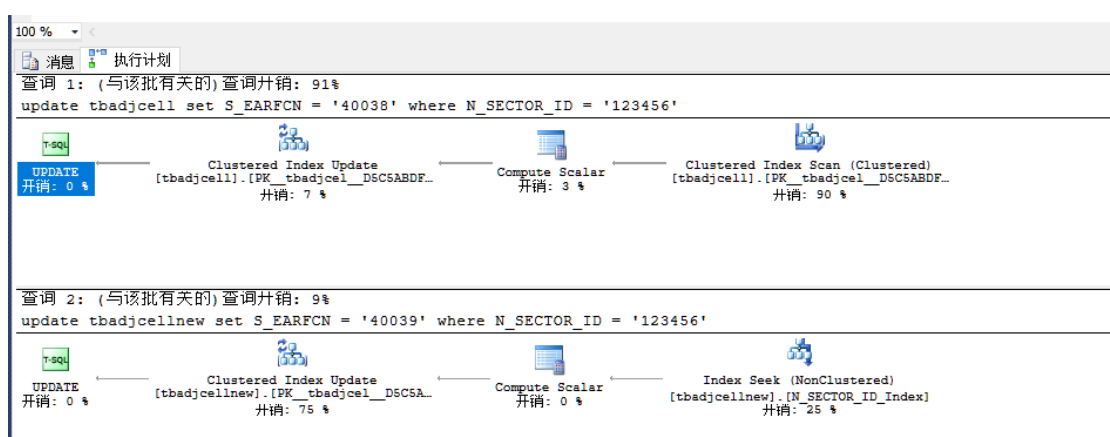 100 %
消息 执行计划
查询 1: (与该批有关的)查询开销: 91%
update tbadjcell set S_EARFCN = '40038' where N_SECTOR_ID = '123456'
T-SQL
UPDATE
开销: 0 %
Clustered Index Update
[tbadjcell].[PK__tbadjcel__D5C5ABDF…
开销: 7 %
Compute Scalar
开销: 3 %
Clustered Index Scan (Clustered)
[tbadjcell].[PK__tbadjcel__D5C5ABDF…
开销: 90 %
查询 2: (与该批有关的)查询开销: 9%
update tbadjcellnew set S_EARFCN = '40039' where N_SECTOR_ID = '123456'
T-SQL
UPDATE
开销: 0 %
Clustered Index Update
[tbadjcellnew].[PK__tbadjcel__D5C5A…
开销: 75 %
Compute Scalar
开销: 0 %
Index Seek (NonClustered)
[tbadjcellnew].[N_SECTOR_ID_Index]
开销: 25 %